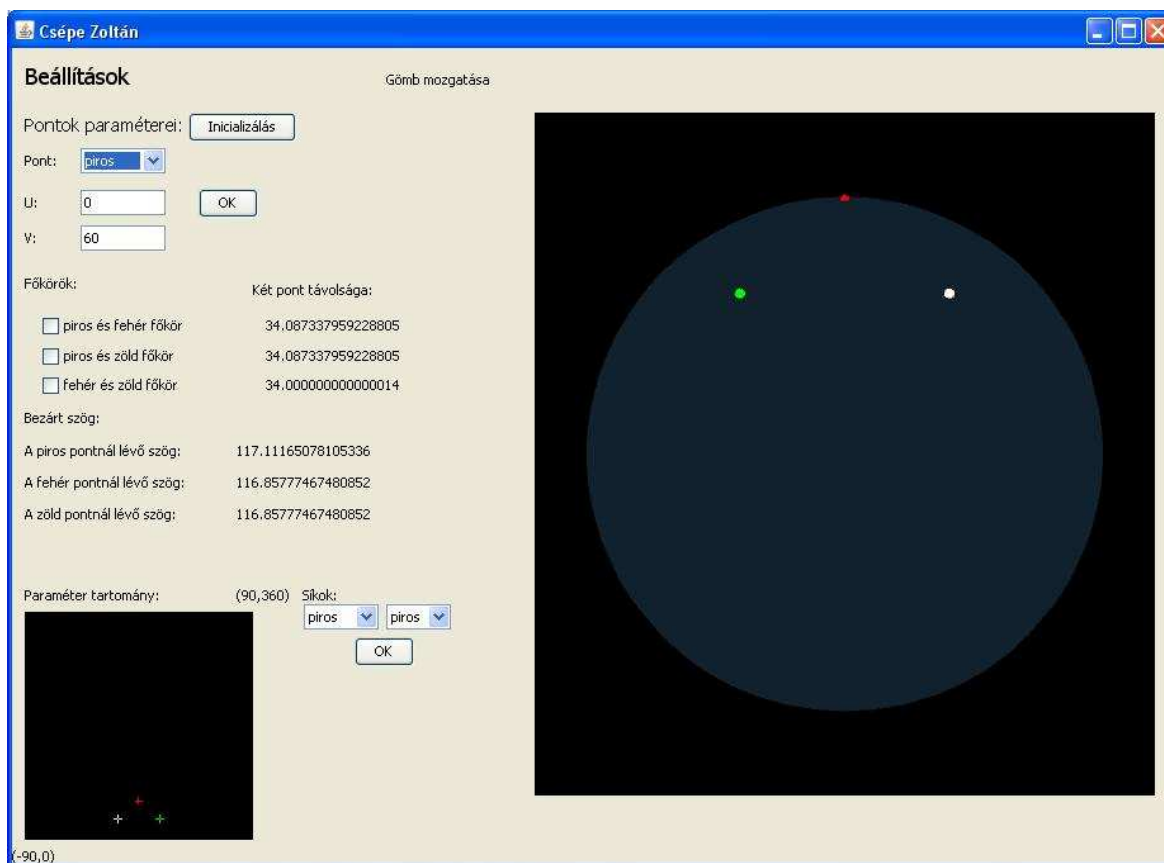 Csépe Zoltán
Beállítások
Gömb mozgatása
Pontok paraméterei: Inicializálás
Pont: piros
U: 0 OK
V: 60
Főkörök: Két pont távolsága:
piros és fehér főkör 34.087337959228805
piros és zöld főkör 34.087337959228805
fehér és zöld főkör 34.000000000000014
Bezárt szög:
A piros pontnál lévő szög: 117.11165078105336
A fehér pontnál lévő szög: 116.85777467480852
A zöld pontnál lévő szög: 116.85777467480852
Paraméter tartomány: (90,360) Síkok:
piros piros
OK
(-90,0)